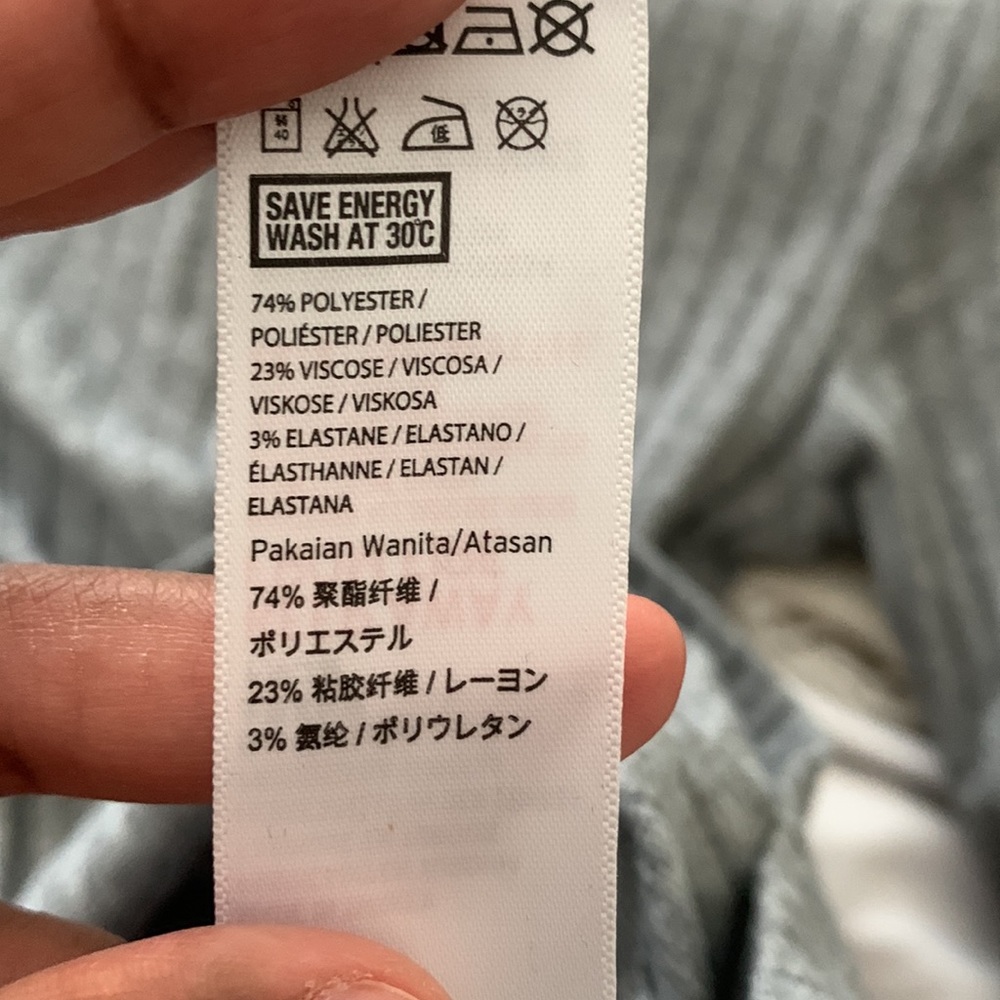 40
低
SAVE ENERGY
WASH AT 30℃
74% POLYESTER /
POLIÉSTER / POLIESTER
23% VISCOSE / VISCOSA /
VISKOSE / VISKOSA
3% ELASTANE / ELASTANO /
ÉLASTHANNE / ELASTAN /
ELASTANA
Pakaian Wanita/Atasan
74% 聚酯纤维 /
ポリエステル
23% 粘胶纤维 / レーヨン
3% 氨纶 / ポリウレタン